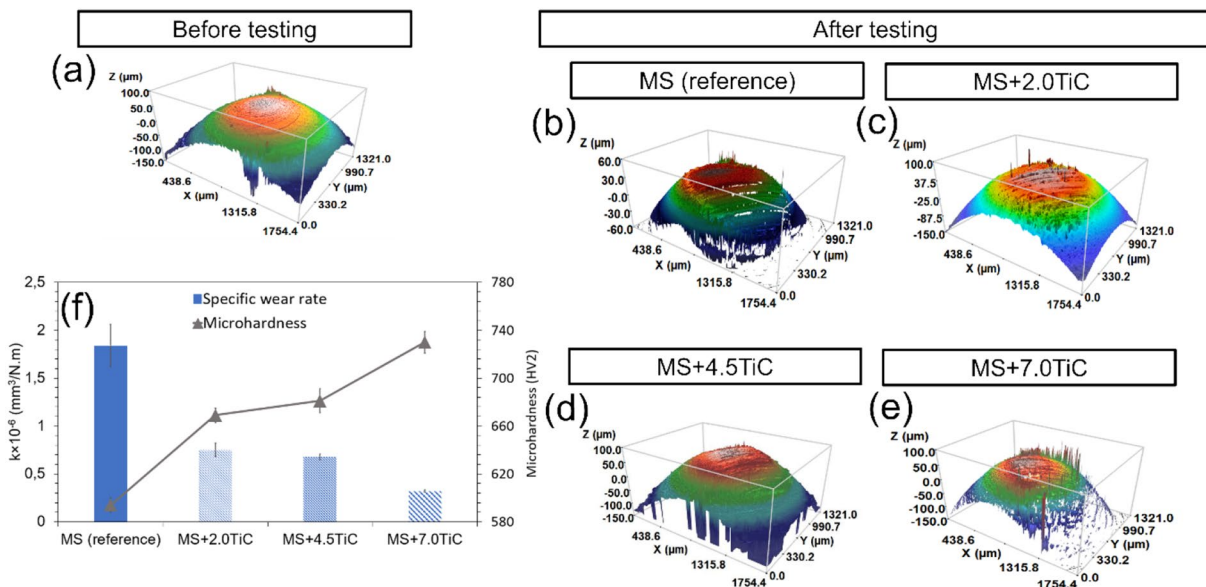 Before testing
After testing
(a)
Z (µm)
100.0
50.0
-0.0
-50.0
-100.0
-150.0
438.6
X (µm)
1315.8
1754.4
0.0
330.2
Y (µm)
990.7
1321.0
MS (reference)
(b)
Z (µm)
60.0
30.0
-0.0
-30.0
-60.0
438.6
X (µm)
1315.8
1754.4
0.0
330.2
Y (µm)
990.7
1321.0
MS+2.0TiC
(c)
Z (µm)
100.0
37.5
-25.0
-87.5
-150.0
438.6
X (µm)
1315.8
1754.4
0.0
330.2
Y (µm)
990.7
1321.0
(f)
Specific wear rate
Microhardness
k×10⁻⁶ (mm³/N.m)
2,5
2
1,5
1
0,5
0
Microhardness (HV2)
780
740
700
660
620
580
MS (reference)
MS+2.0TiC
MS+4.5TiC
MS+7.0TiC
MS+4.5TiC
(d)
Z (µm)
100.0
50.0
0.0
-50.0
-100.0
-150.0
438.6
X (µm)
1315.8
1754.4
0.0
330.2
Y (µm)
990.7
1321.0
MS+7.0TiC
(e)
Z (µm)
100.0
50.0
0.0
-50.0
-100.0
-150.0
438.6
X (µm)
1315.8
1754.4
0.0
330.2
Y (µm)
990.7
1321.0